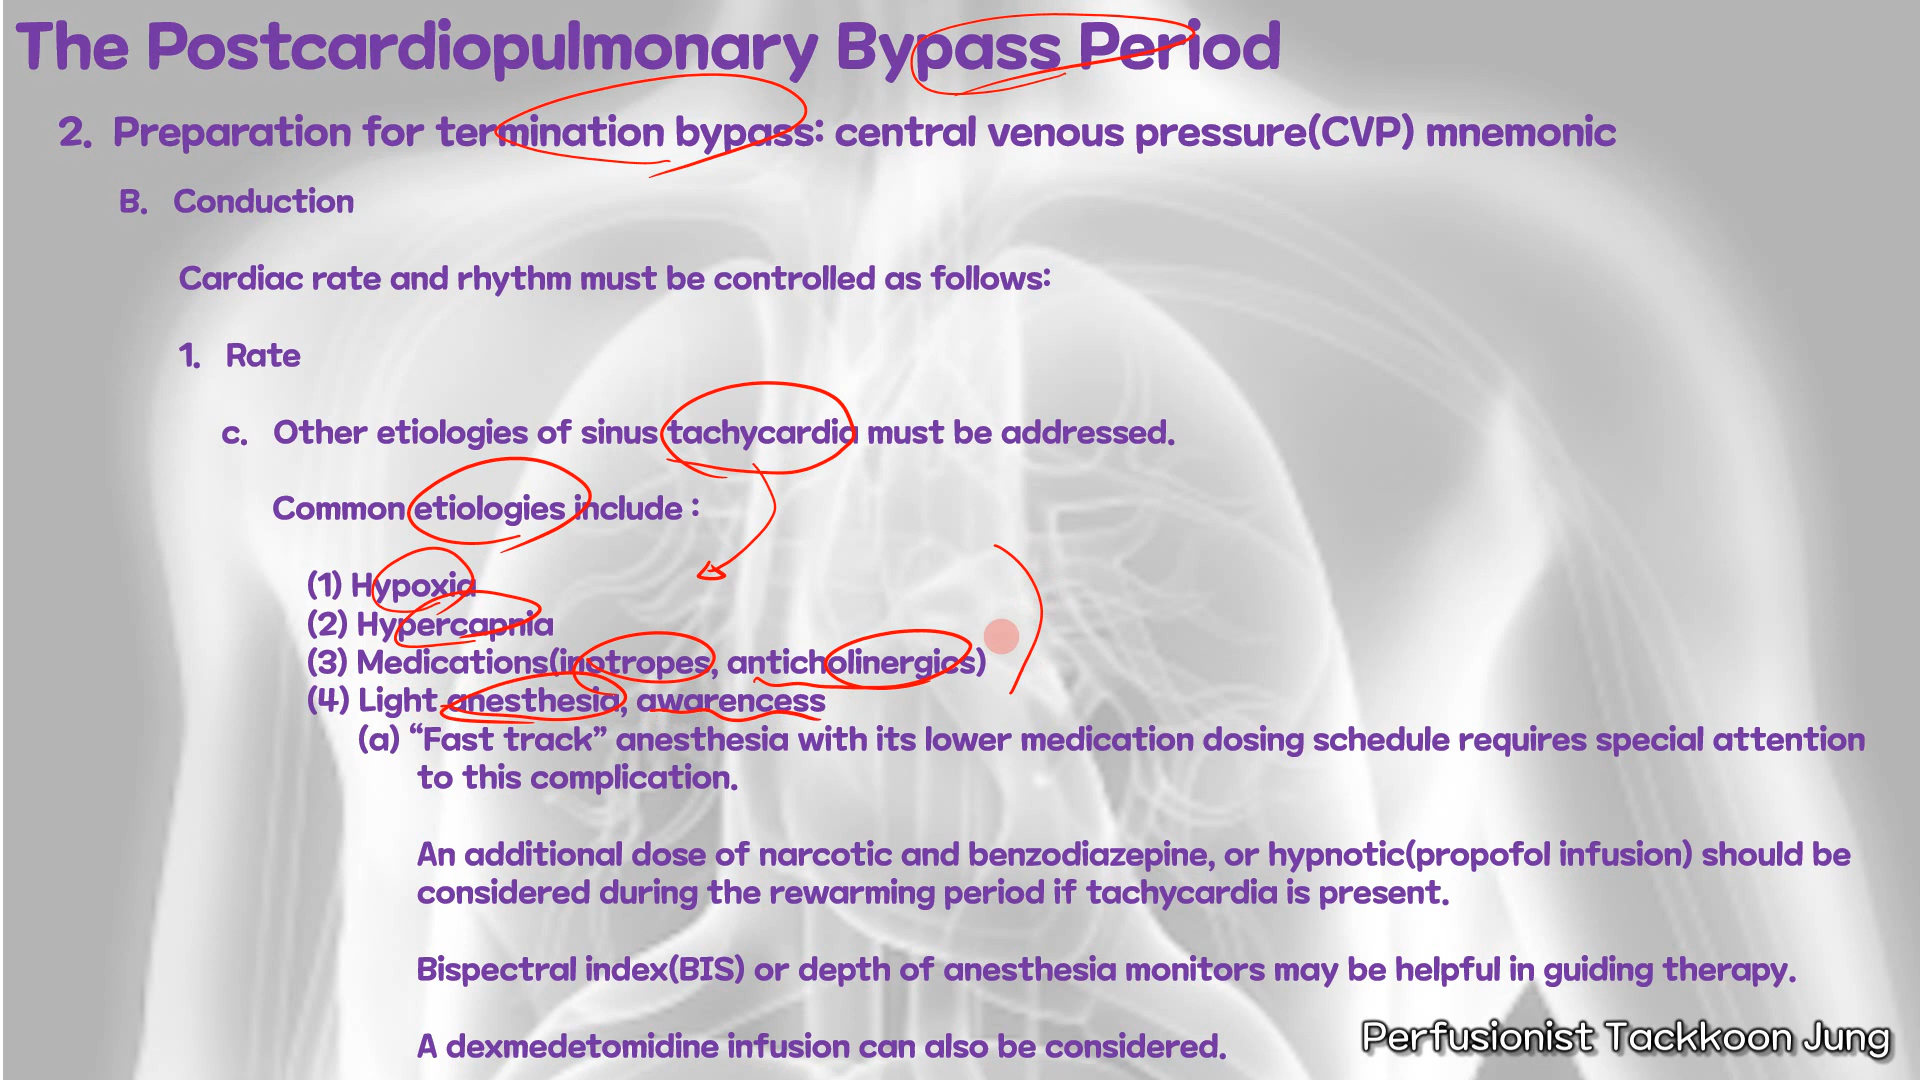 The Postcardiopulmonary Bypass Period
2. Preparation for termination bypass: central venous pressure(CVP) mnemonic
B. Conduction
Cardiac rate and rhythm must be controlled as follows:
1. Rate
c. Other etiologies of sinus tachycardia must be addressed.
Common etiologies include :
(1) Hypoxia
(2) Hypercapnia
(3) Medications(inotropes, anticholinergics)
(4) Light anesthesia, awarencess
(a) “Fast track” anesthesia with its lower medication dosing schedule requires special attention
to this complication.
An additional dose of narcotic and benzodiazepine, or hypnotic(propofol infusion) should be
considered during the rewarming period if tachycardia is present.
Bispectral index(BIS) or depth of anesthesia monitors may be helpful in guiding therapy.
A dexmedetomidine infusion can also be considered.
Perfusionist Tackkoon Jung